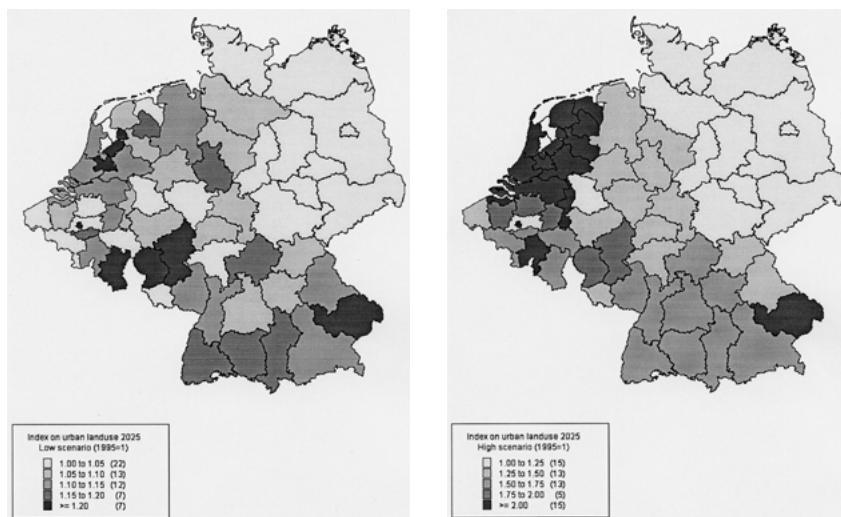 Index on urban landuse 2025
Low scenario (1995=1)
1.00 to 1.05 (22)
1.05 to 1.10 (13)
1.10 to 1.15 (12)
1.15 to 1.20 (7)
>= 1.20 (7)
Index on urban landuse 2025
High scenario (1995=1)
1.00 to 1.25 (15)
1.25 to 1.50 (13)
1.50 to 1.75 (13)
1.75 to 2.00 (5)
>= 2.00 (15)